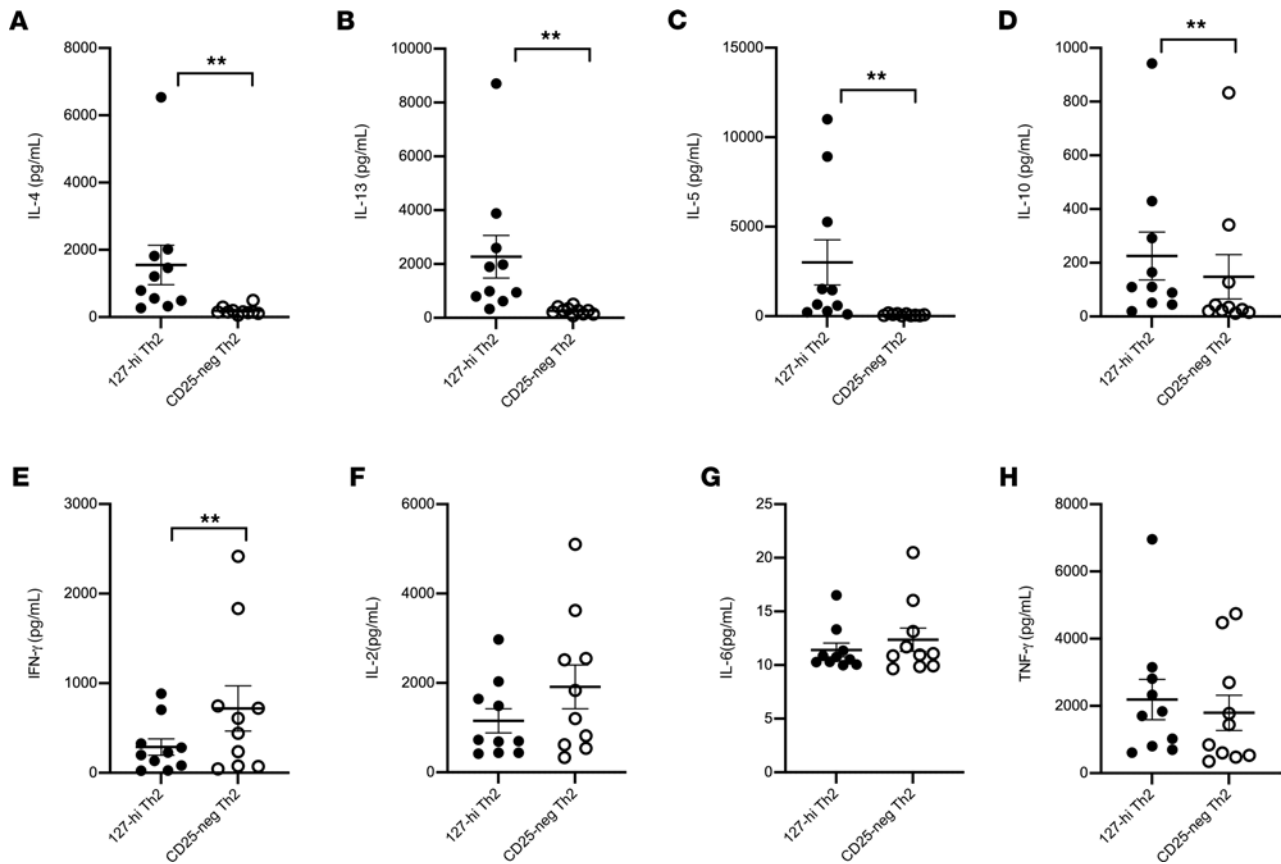 A
8000
6000
4000
2000
0
IL-4 (pg/mL)
**
127-hi Th2
CD25-neg Th2
B
10000
8000
6000
4000
2000
0
IL-13 (pg/mL)
**
127-hi Th2
CD25-neg Th2
C
15000
10000
5000
0
IL-5 (pg/mL)
**
127-hi Th2
CD25-neg Th2
D
1000
800
600
400
200
0
IL-10 (pg/mL)
**
127-hi Th2
CD25-neg Th2
E
3000
2000
1000
0
IFN-γ(pg/mL)
**
127-hi Th2
CD25-neg Th2
F
6000
4000
2000
0
IL-2(pg/mL)
127-hi Th2
CD25-neg Th2
G
25
20
15
10
5
0
IL-6(pg/mL)
127-hi Th2
CD25-neg Th2
H
8000
6000
4000
2000
0
TNF-γ (pg/mL)
127-hi Th2
CD25-neg Th2